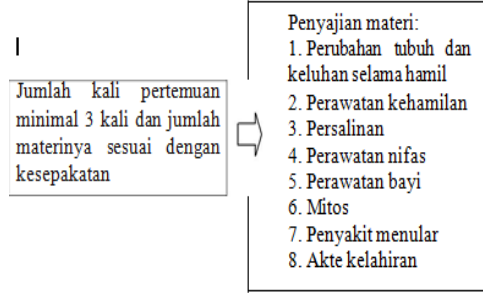 Jumlah kali pertemuan
minimal 3 kali dan jumlah
materinya sesuai dengan
kesepakatan
Penyajian materi:
1. Perubahan tubuh dan
keluhan selama hamil
2. Perawatan kehamilan
3. Persalinan
4. Perawatan nifas
5. Perawatan bayi
6. Mitos
7. Penyakit menular
8. Akte kelahiran